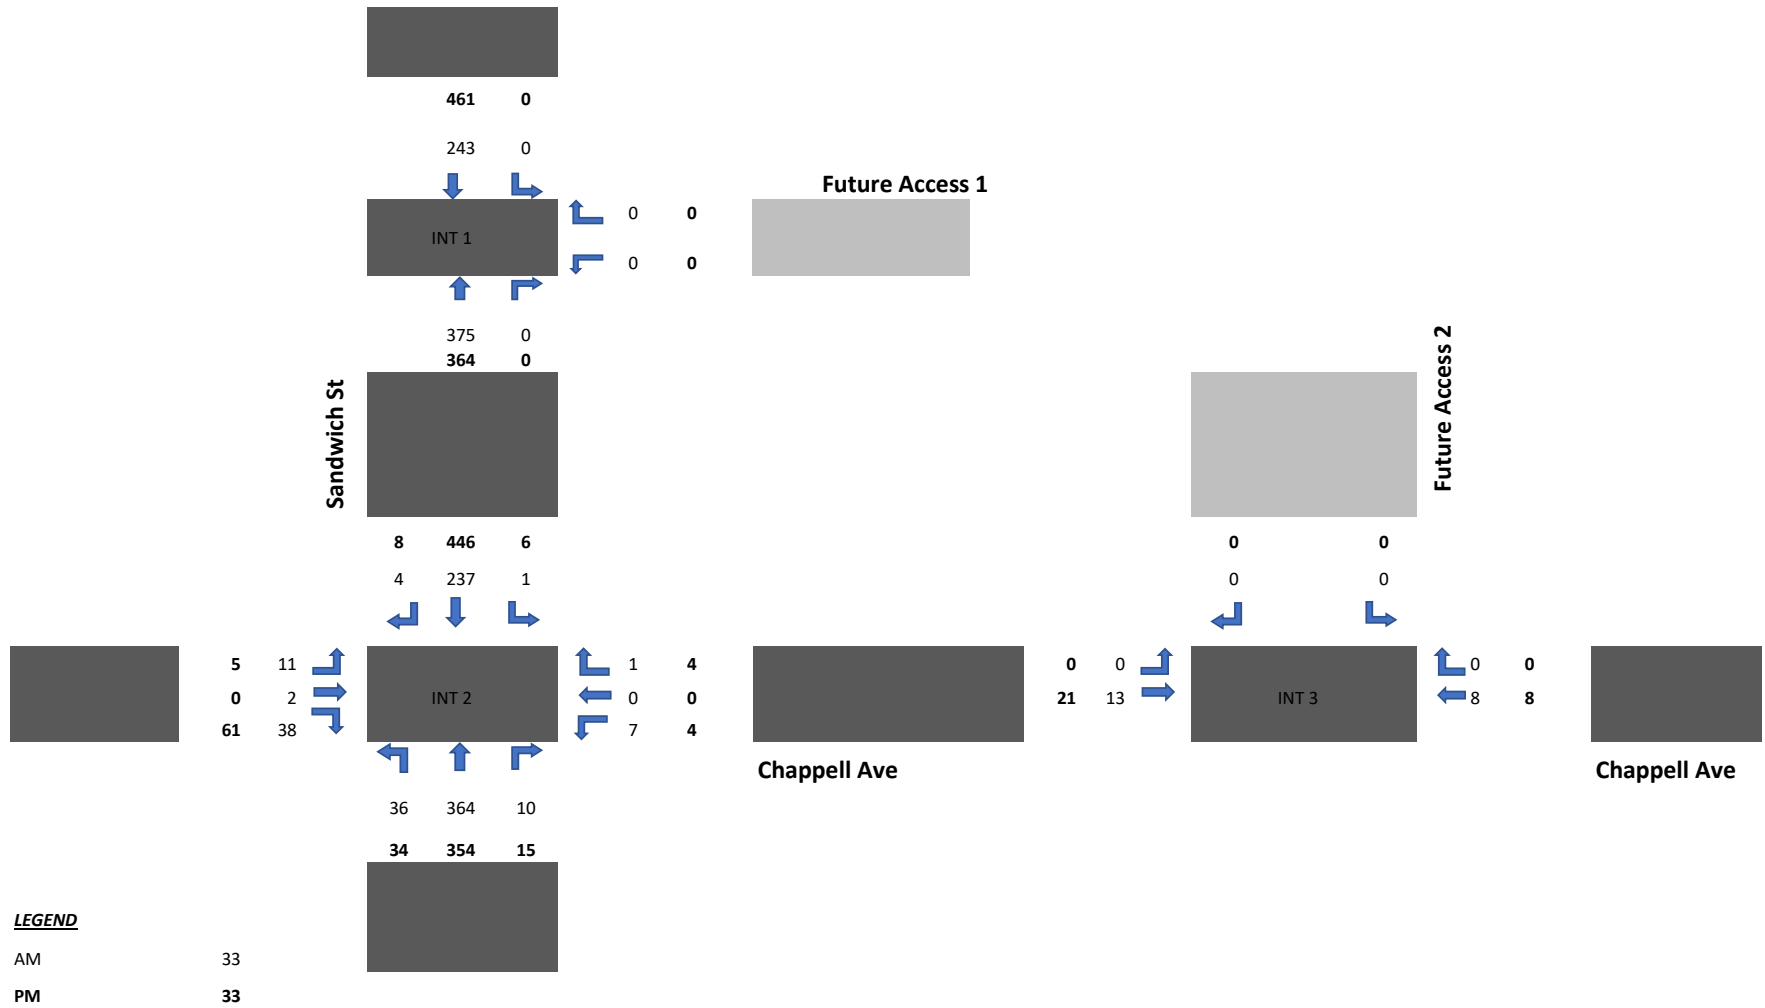 461 0
243 0
Future Access 1
0 0
INT 1
0 0
375 0
364 0
Sandwich St
Future Access 2
8 446 6
0 0
4 237 1
0 0
5 11
1 4
0 0
0 0
0 2
INT 2
0 0
21 13
INT 3
8 8
61 38
7 4
Chappell Ave
Chappell Ave
36 364 10
34 354 15
LEGEND
AM 33
PM 33